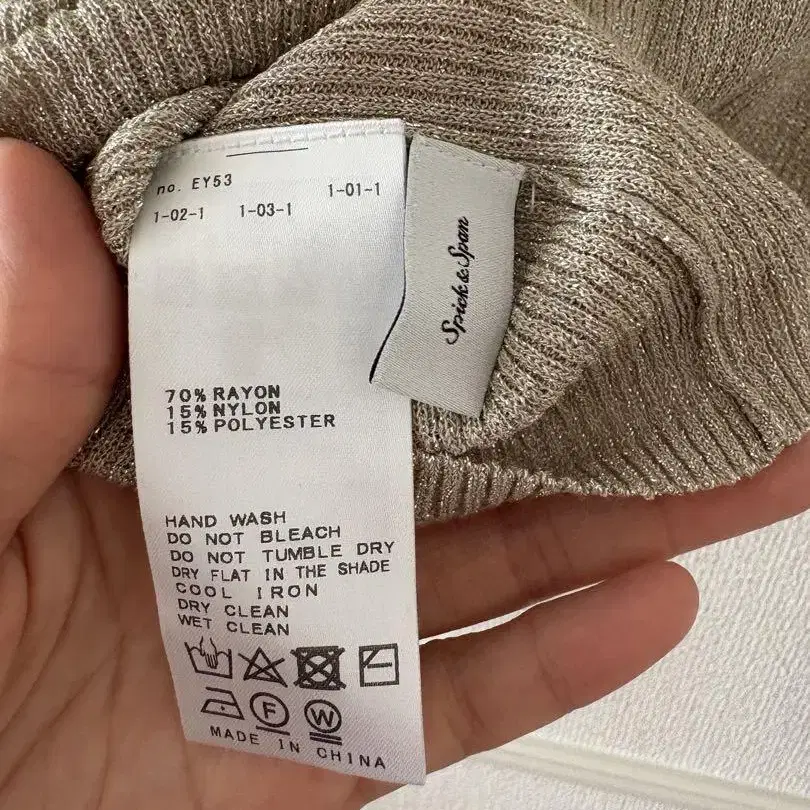 no. EY53
1-01-1
1-02-1 1-03-1
Spick & Span
70% RAYON
15% NYLON
15% POLYESTER
HAND WASH
DO NOT BLEACH
DO NOT TUMBLE DRY
DRY FLAT IN THE SHADE
COOL IRON
DRY CLEAN
WET CLEAN
F W
MADE IN CHINA